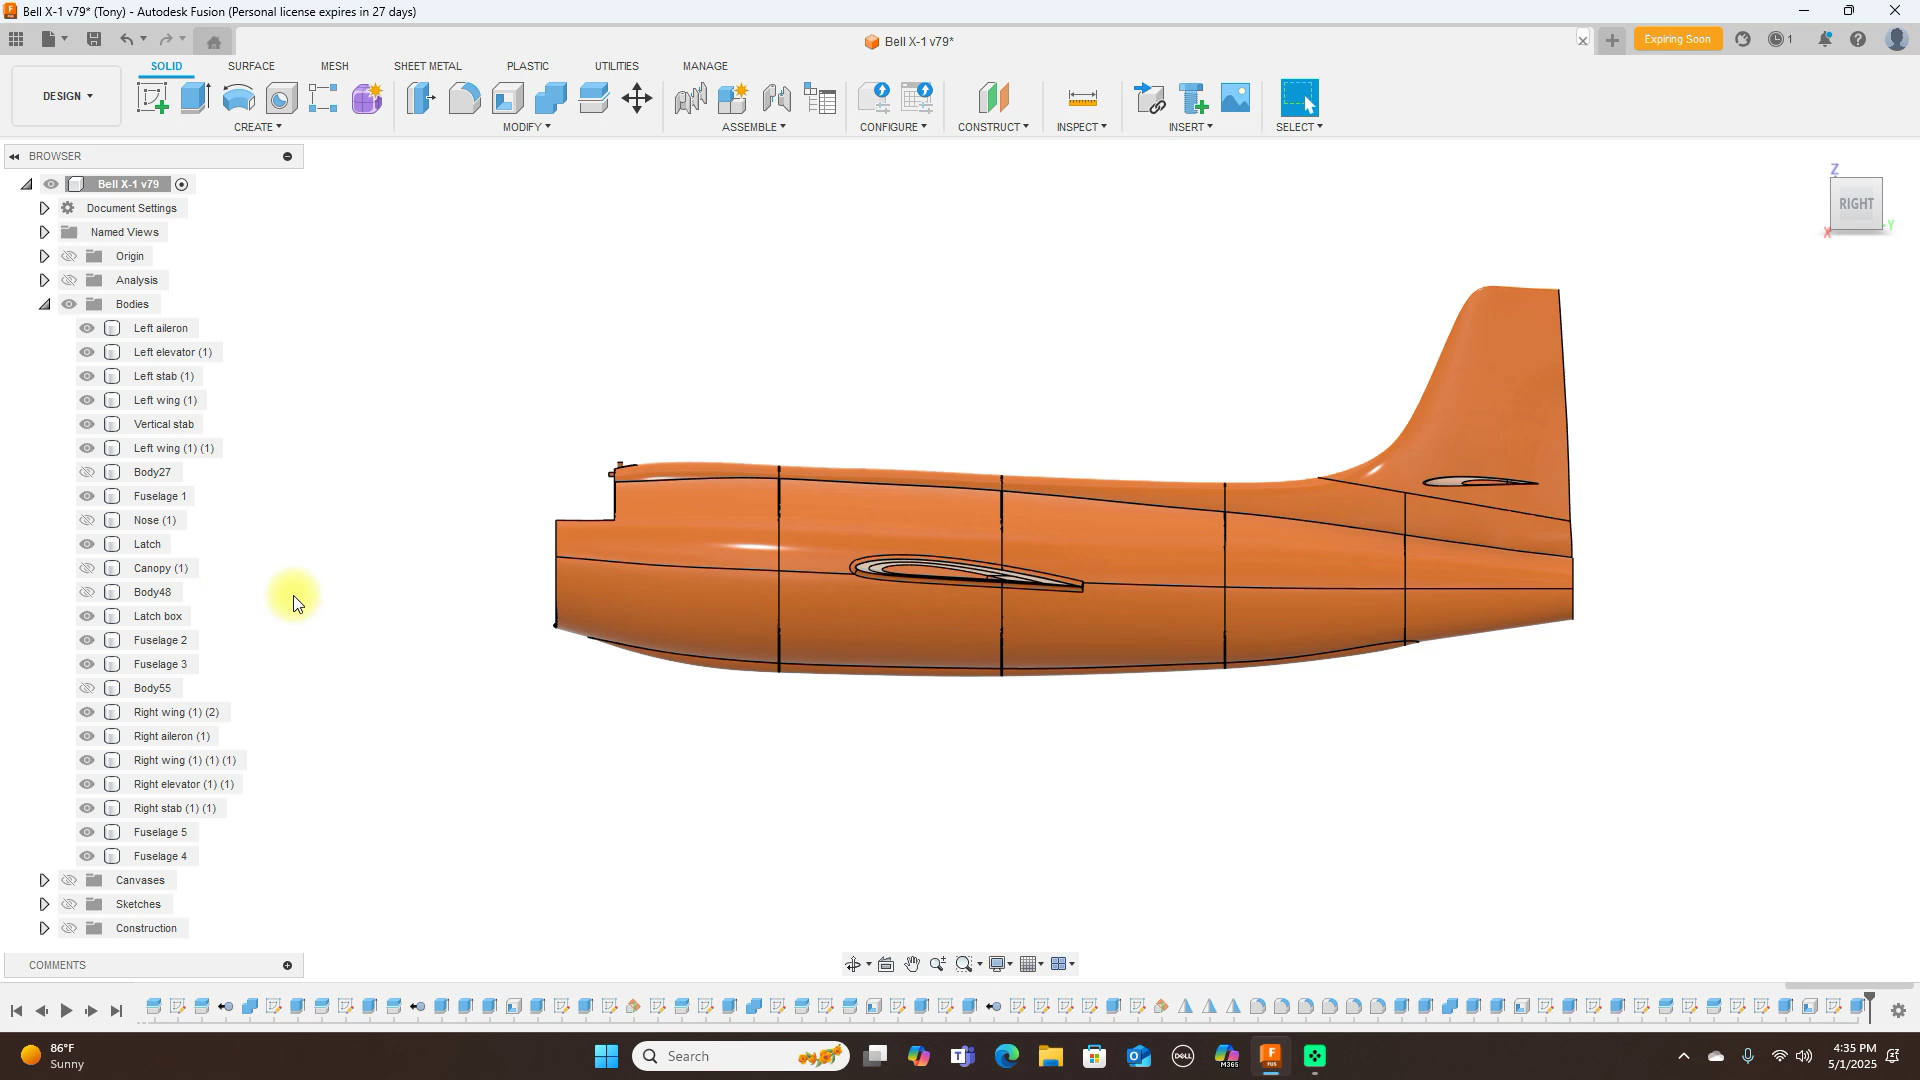 Bell X-1 v79* (Tony) - Autodesk Fusion (Personal license expires in 27 days)
Bell X-1 v79*
Expiring Soon
1
DESIGN
SOLID
SURFACE
MESH
SHEET METAL
PLASTIC
UTILITIES
MANAGE
CREATE
MODIFY
ASSEMBLE
CONFIGURE
CONSTRUCT
INSPECT
INSERT
SELECT
BROWSER
Bell X-1 v79
Document Settings
Named Views
Origin
Analysis
Bodies
Left aileron
Left elevator (1)
Left stab (1)
Left wing (1)
Vertical stab
Left wing (1) (1)
Body27
Fuselage 1
Nose (1)
Latch
Canopy (1)
Body48
Latch box
Fuselage 2
Fuselage 3
Body55
Right wing (1) (2)
Right aileron (1)
Right wing (1) (1) (1)
Right elevator (1) (1)
Right stab (1) (1)
Fuselage 5
Fuselage 4
Canvases
Sketches
Construction
COMMENTS
Z
RIGHT
X
Y
86°F
Sunny
Search
DELL
M365
FUS
4:35 PM
5/1/2025